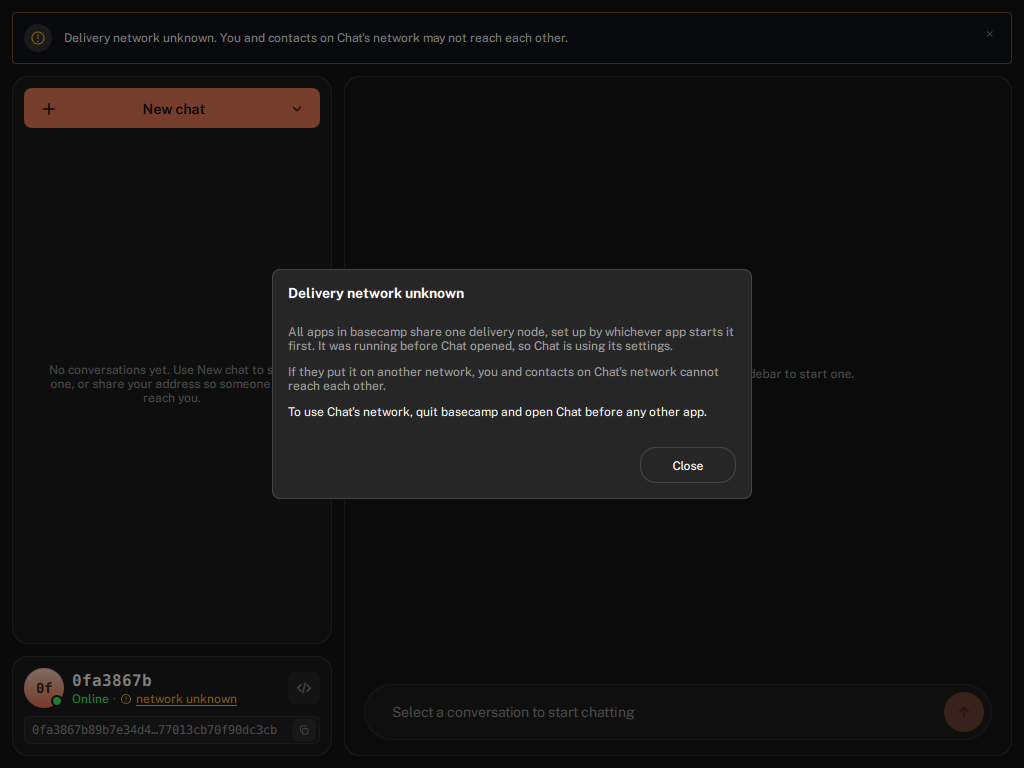 Delivery network unknown. You and contacts on Chat's network may not reach each other.
×
+ New chat
No conversations yet. Use New chat to s
one, or share your address so someone
reach you.
debar to start one.
Delivery network unknown
All apps in basecamp share one delivery node, set up by whichever app starts it
first. It was running before Chat opened, so Chat is using its settings.
If they put it on another network, you and contacts on Chat's network cannot
reach each other.
To use Chat's network, quit basecamp and open Chat before any other app.
Close
0f
0fa3867b
Online · network unknown
</>
0fa3867b89b7e34d4…77013cb70f90dc3cb
Select a conversation to start chatting